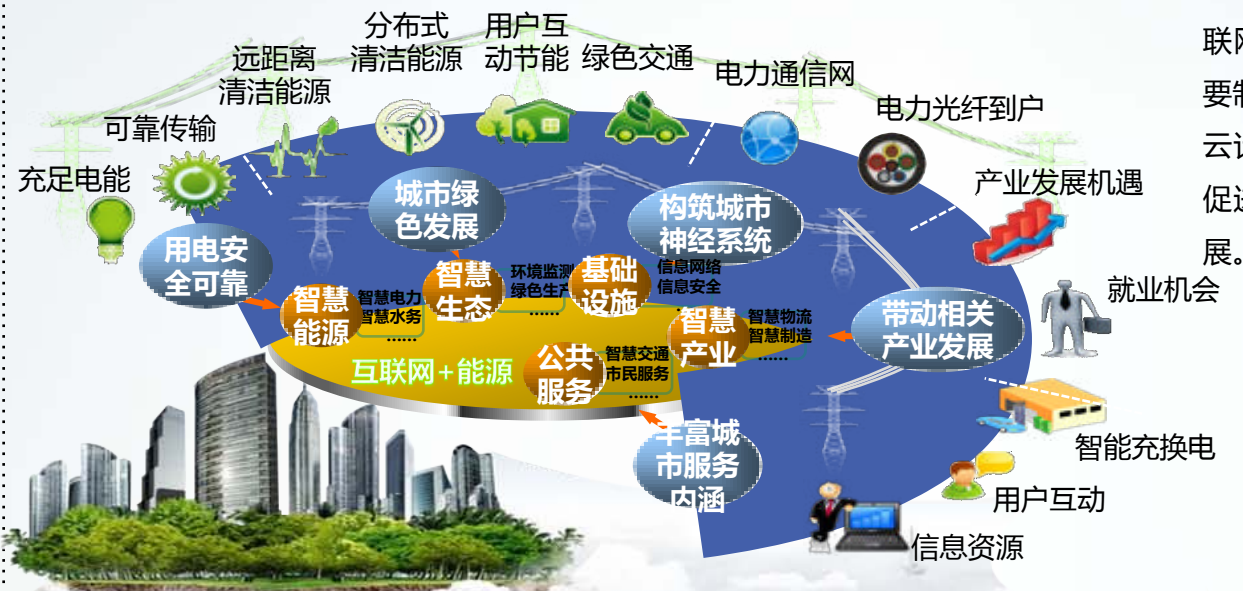 分布式
清洁能源
用户互
动节能
绿色交通
远距离
清洁能源
电力通信网
可靠传输
电力光纤到户
充足电能
产业发展机遇
就业机会
智能充换电
用户互动
信息资源
城市绿
色发展
构筑城市
神经系统
用电安
全可靠
带动相关
产业发展
丰富城
市服务
内涵
智慧
能源
智慧电力
智慧水务
......
智慧
生态
环境监测
绿色生产
......
基础
设施
信息网络
信息安全
智慧
产业
智慧物流
智慧制造
......
公共
服务
智慧交通
市民服务
......
互联网+能源
联
要
云
促
展。